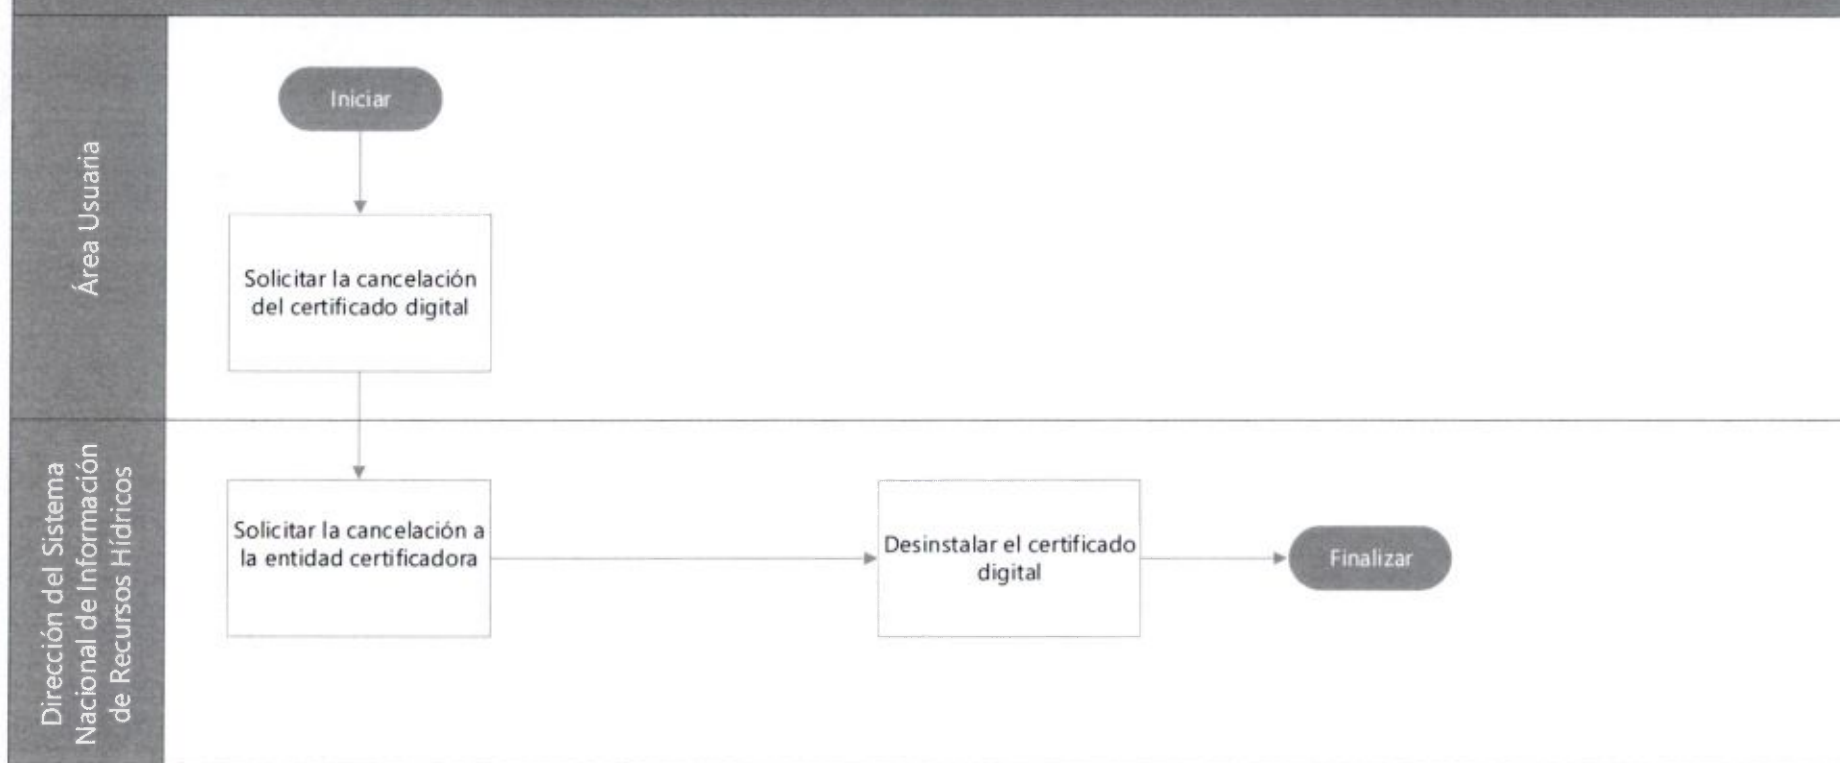 Área Usuaria
Iniciar
Solicitar la cancelación
del certificado digital
Dirección del Sistema
Nacional de Información
de Recursos Hídricos
Solicitar la cancelación a
la entidad certificadora
Desinstalar el certificado
digital
Finalizar